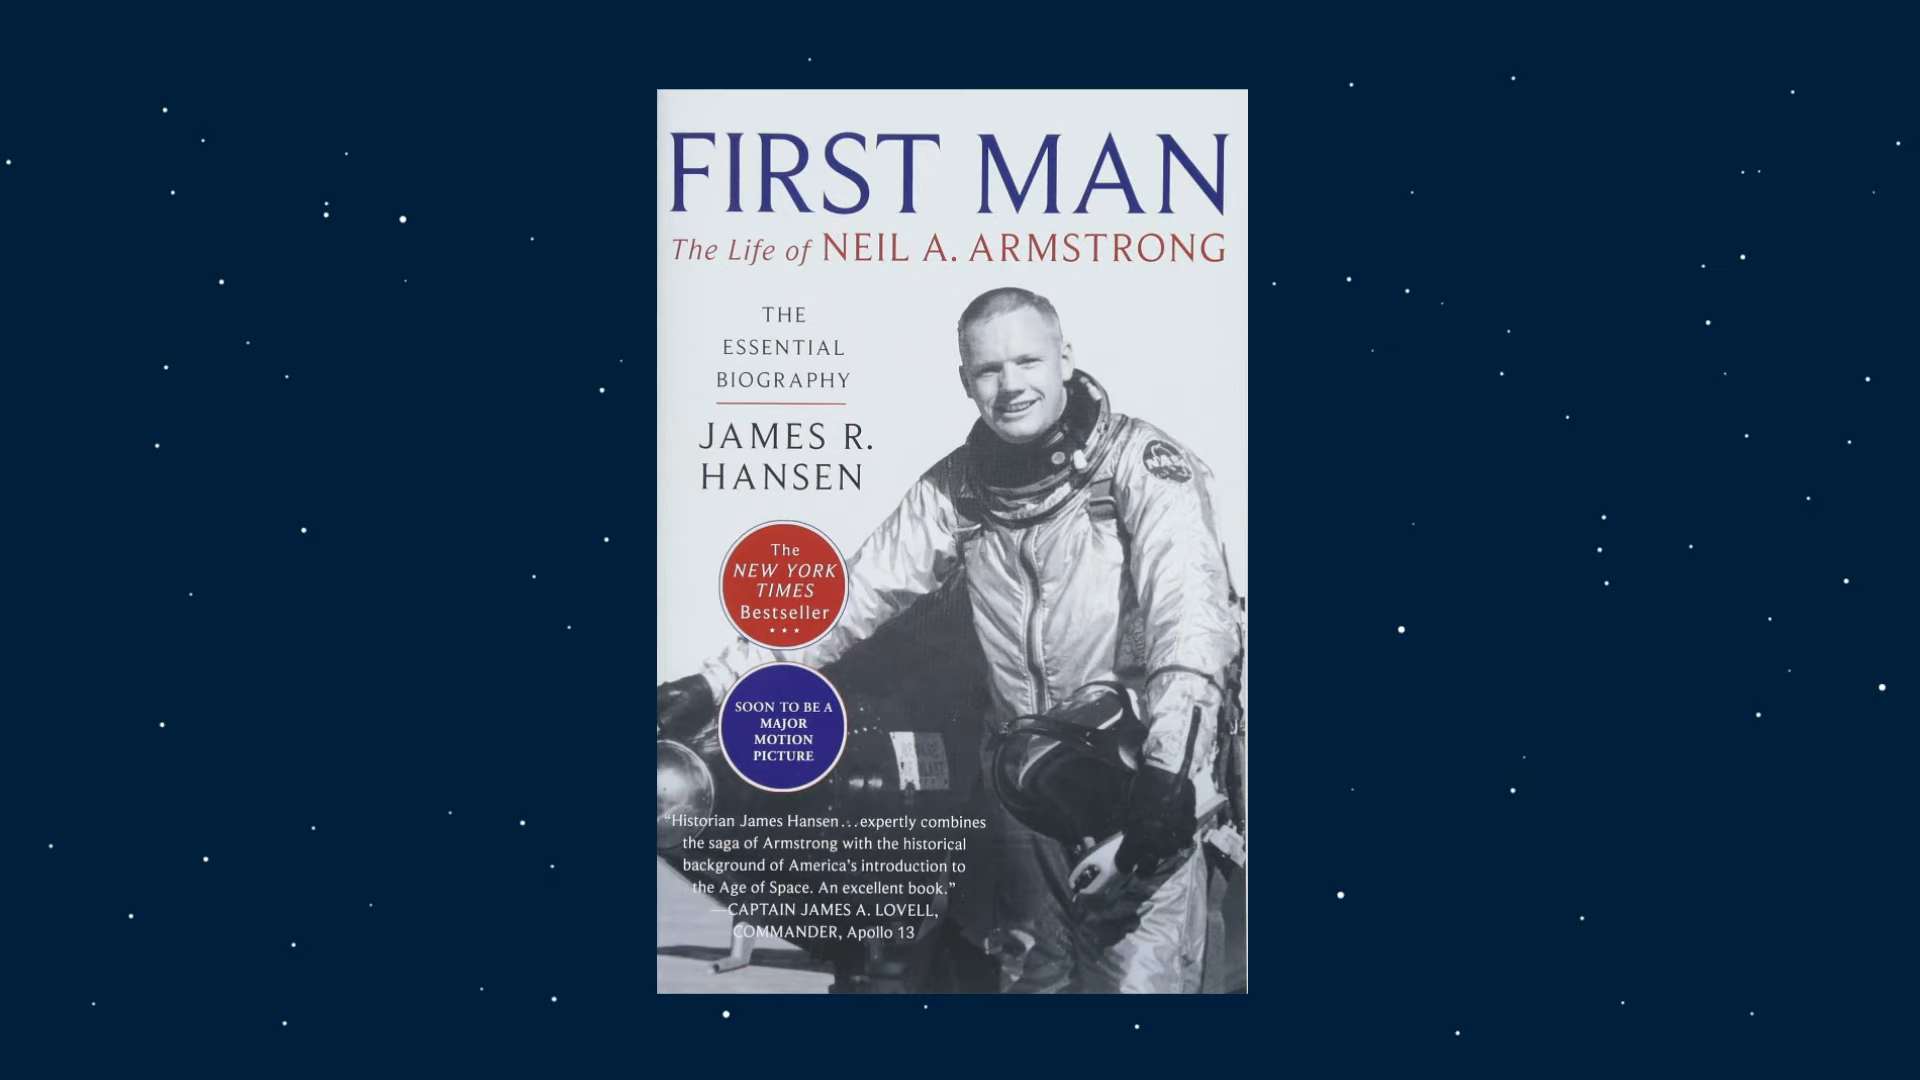 FIRST MAN
The Life of NEIL A. ARMSTRONG
THE
ESSENTIAL
BIOGRAPHY
JAMES R.
HANSEN
NASA
The
NEW YORK
TIMES
Bestseller
SOON TO BE A
MAJOR
MOTION
PICTURE
“Historian James Hansen...expertly combines
the saga of Armstrong with the historical
background of America’s introduction to
the Age of Space. An excellent book.”
—CAPTAIN JAMES A. LOVELL,
COMMANDER, Apollo 13